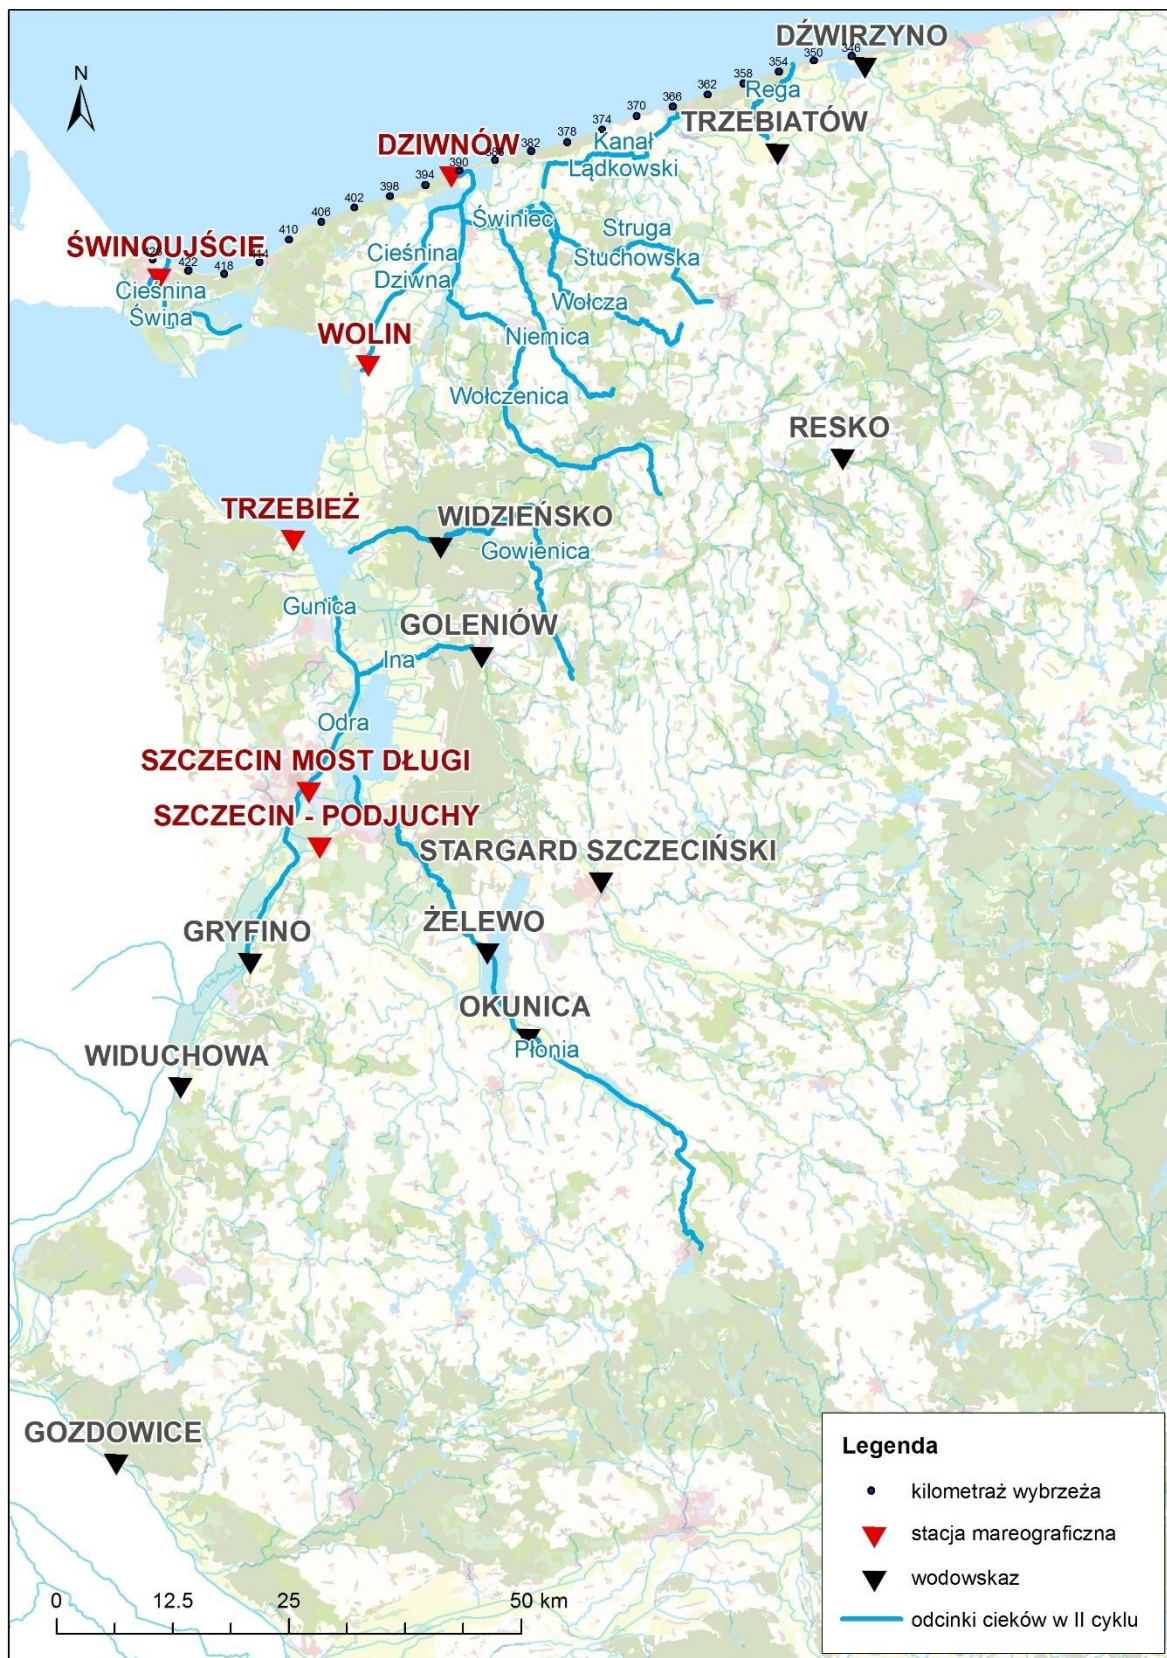 DŹWIRZYNO
346
350
354
358
362
366
370
374
378
382
386
390
394
398
402
406
410
414
418
422
N
Rega
TRZEBIATÓW
Kanał
Lądkowski
DZIWNÓW
Świniec
Struga
Stuchowska
ŚWINOUJŚCIE
Cieśnina
Dziwna
Cieśnina
Świna
Wołcza
WOLIN
Niemica
Wołczenica
RESKO
TRZEBIEŻ
WIDZIEŃSKO
Gowienica
Gunica
GOLENIÓW
Ina
Odra
SZCZECIN MOST DŁUGI
SZCZECIN - PODJUCHY
STARGARD SZCZECIŃSKI
GRYFINO
ŻELEWO
OKUNICA
Płonia
WIDUCHOWA
GOZDOWICE
Legenda
kilometraż wybrzeża
stacja mareograficzna
wodowskaz
odcinki cieków w II cyklu
0 12.5 25 50 km